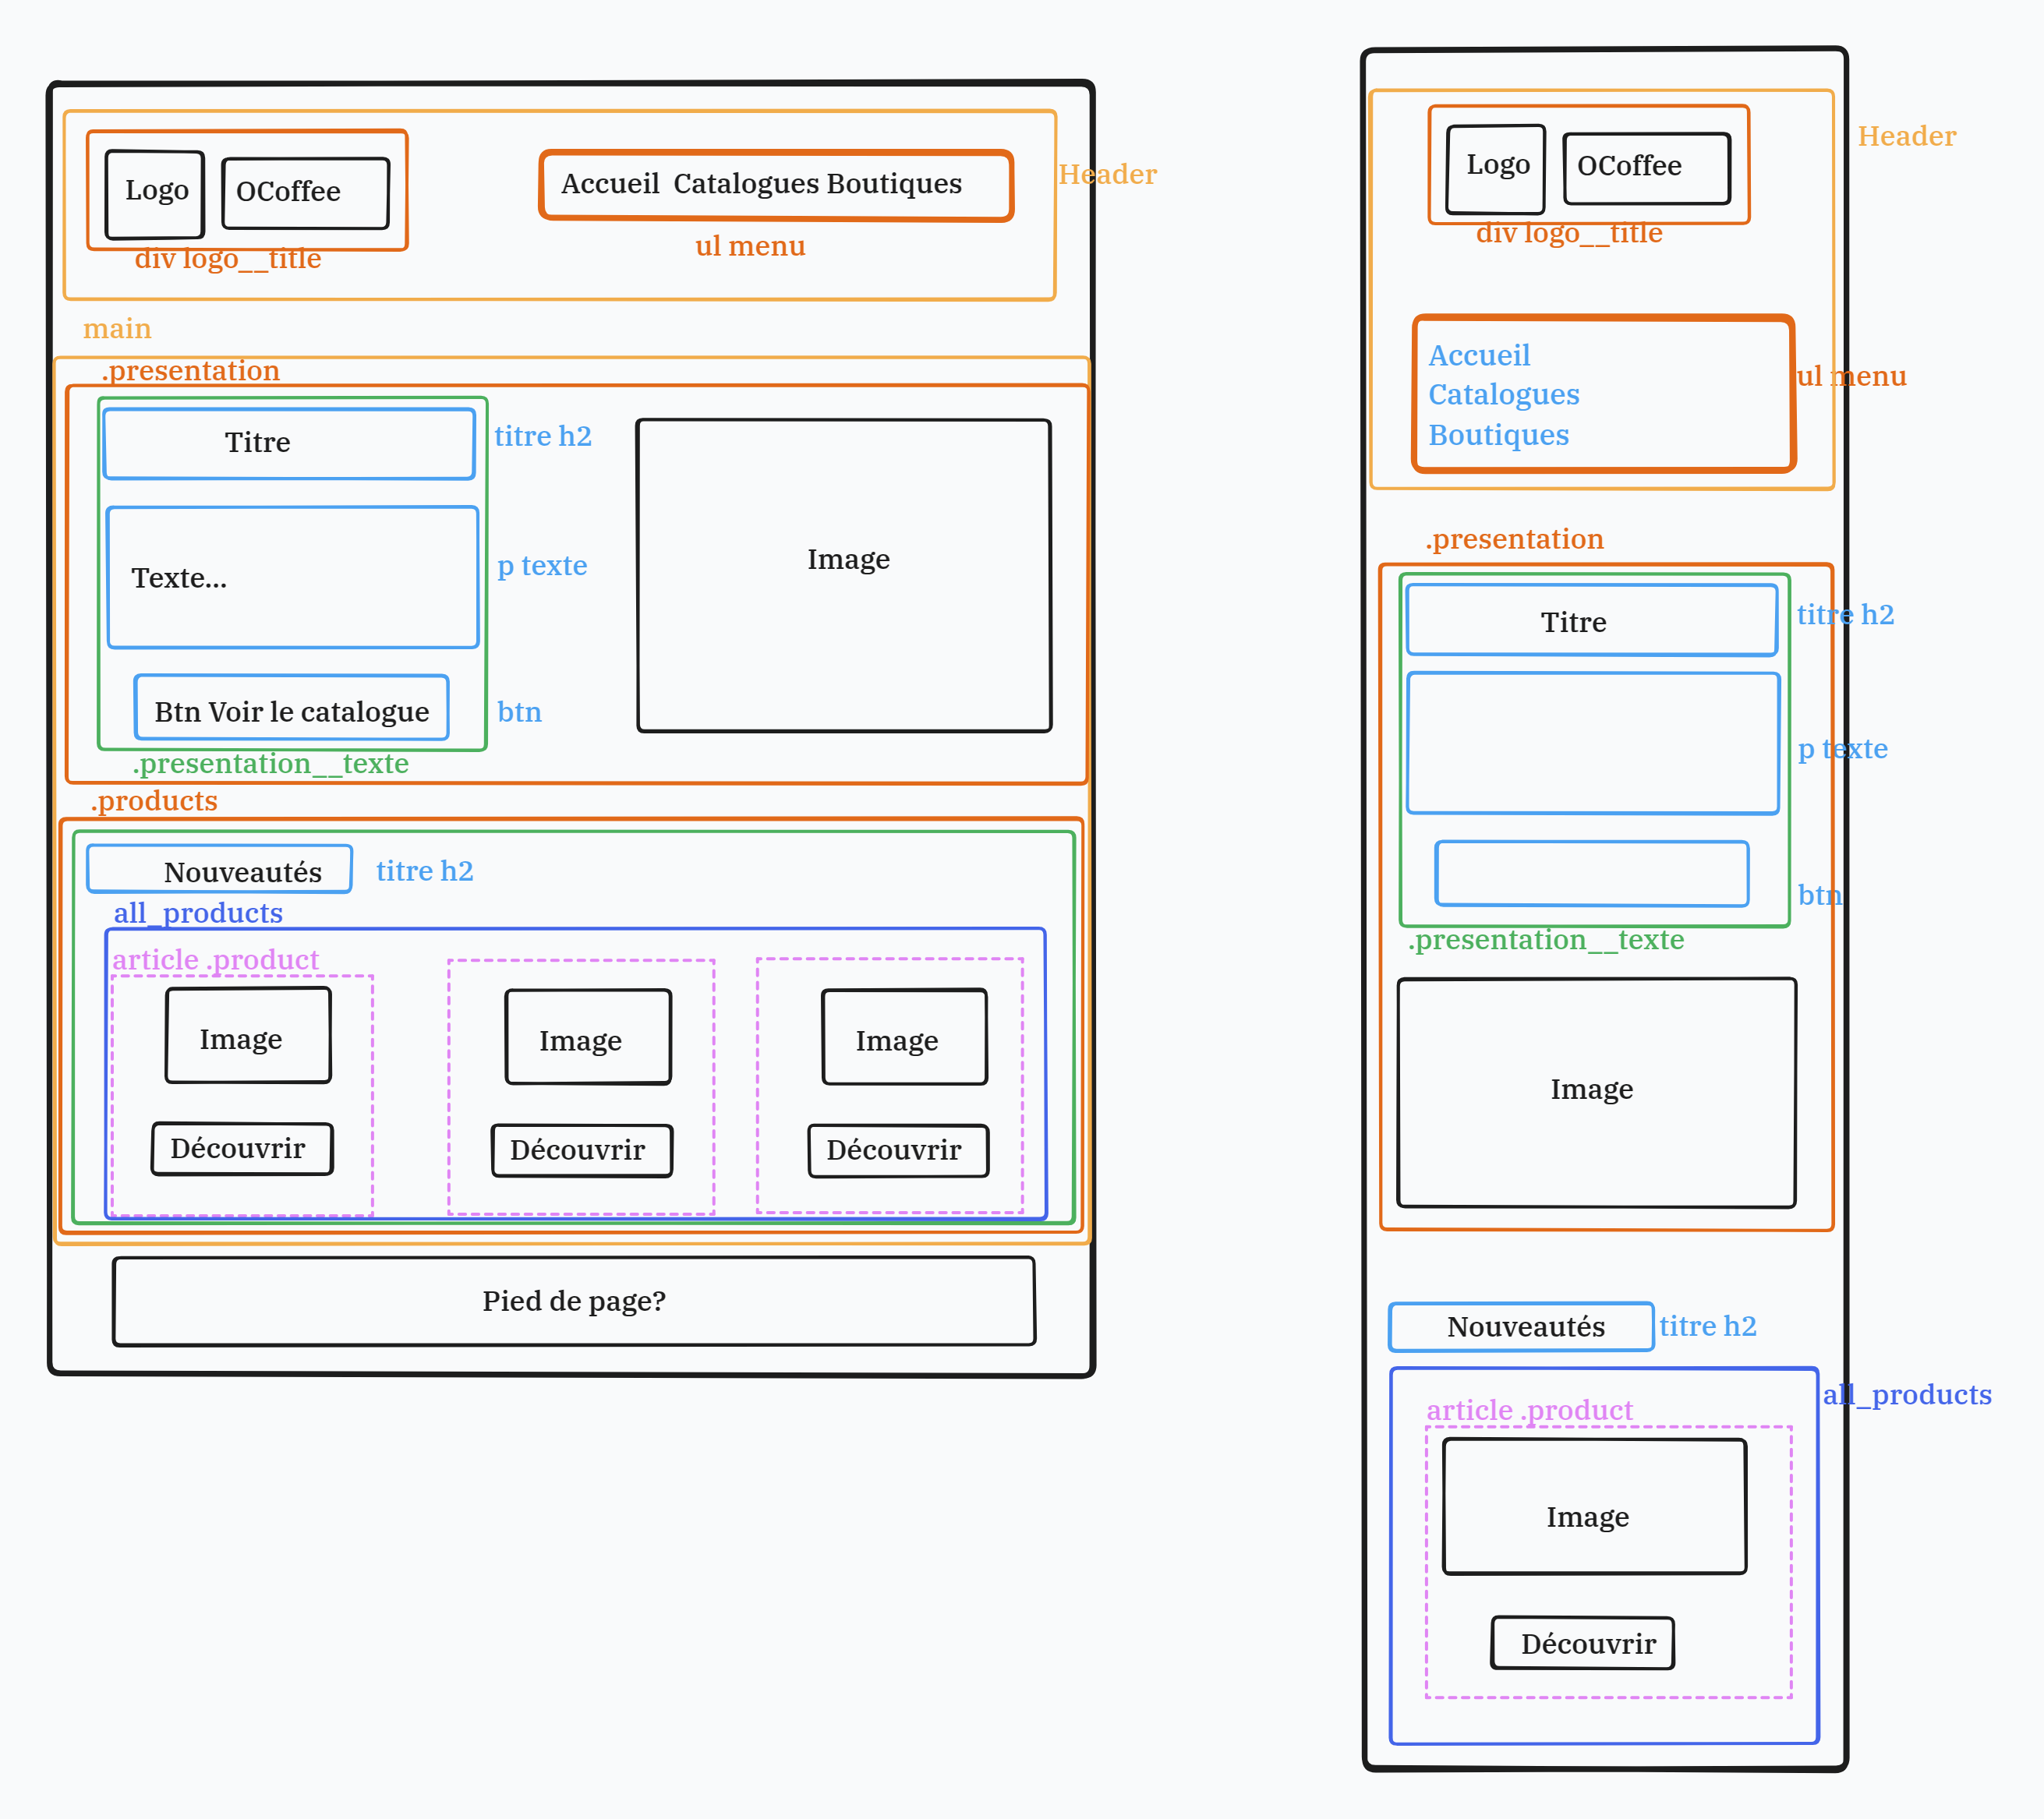 Logo
OCoffee
Accueil  Catalogues Boutiques
Header
div logo__title
ul menu
main
.presentation
Titre
titre h2
Texte...
p texte
Image
Btn Voir le catalogue
btn
.presentation__texte
.products
Nouveautés
titre h2
all_products
article .product
Image
Image
Image
Découvrir
Découvrir
Découvrir
Pied de page?
Header
Logo
OCoffee
div logo__title
Accueil
Catalogues
Boutiques
ul menu
.presentation
Titre
titre h2
p texte
btn
.presentation__texte
Image
Nouveautés
titre h2
all_products
article .product
Image
Découvrir